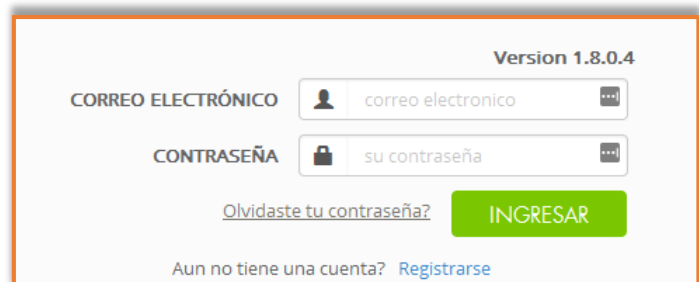 Version 1.8.0.4
CORREO ELECTRÓNICO correo electronico
CONTRASEÑA su contraseña
Olvidaste tu contraseña? INGRESAR
Aun no tiene una cuenta? Registrarse